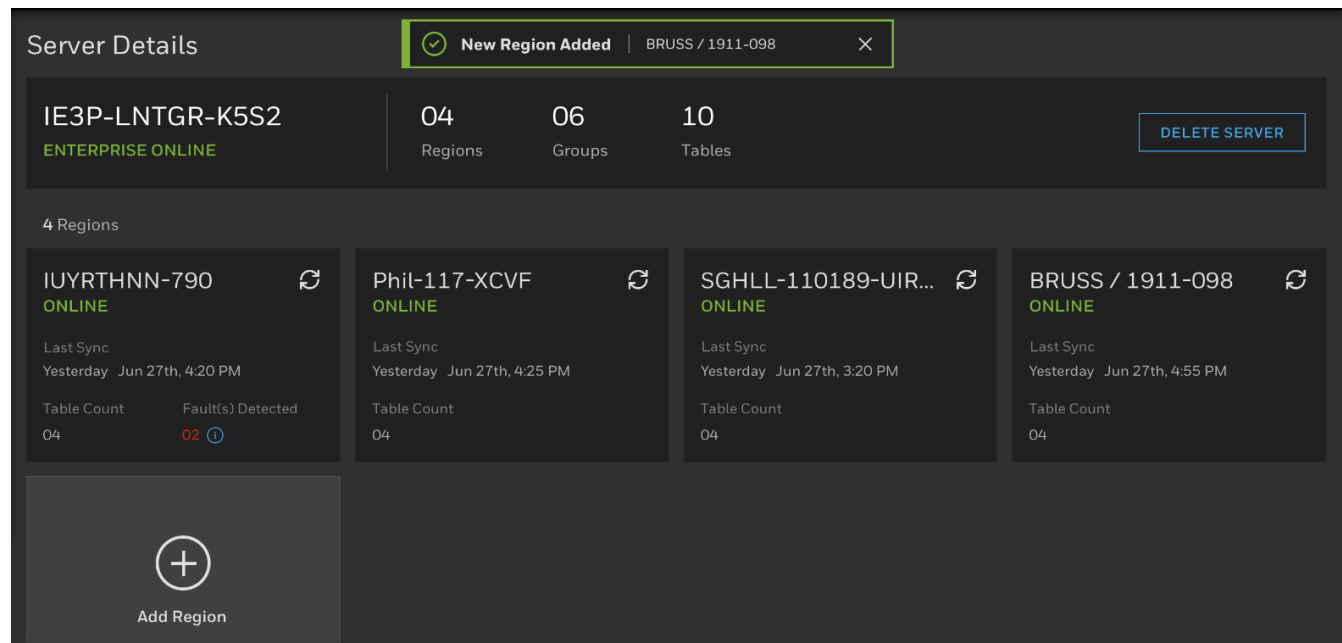 Server Details
New Region Added | BRUSS / 1911-098
IE3P-LNTGR-K5S2
ENTERPRISE ONLINE
04
Regions
06
Groups
10
Tables
DELETE SERVER
4 Regions
IUYRTHNN-790
ONLINE
Last Sync
Yesterday Jun 27th, 4:20 PM
Table Count
04
Fault(s) Detected
02
Phil-117-XCVF
ONLINE
Last Sync
Yesterday Jun 27th, 4:25 PM
Table Count
04
SGHLL-110189-UIR...
ONLINE
Last Sync
Yesterday Jun 27th, 3:20 PM
Table Count
04
BRUSS / 1911-098
ONLINE
Last Sync
Yesterday Jun 27th, 4:55 PM
Table Count
04
Add Region